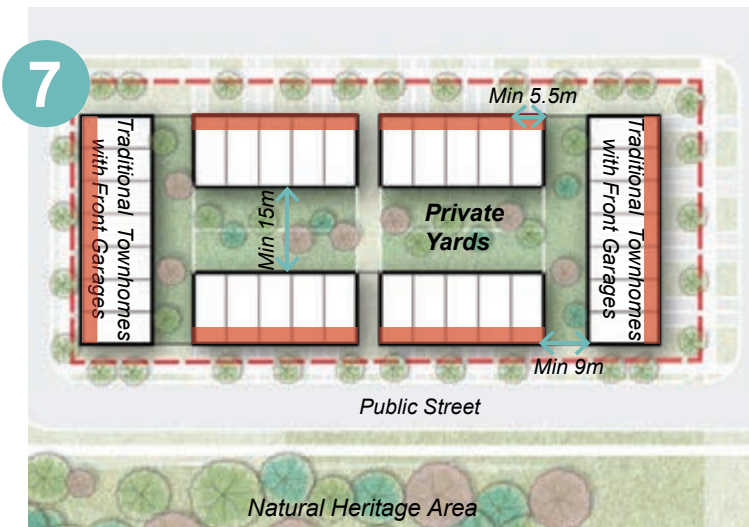 7
Min 5.5m
Traditional Townhomes
with Front Garages
Traditional Townhomes
with Front Garages
Min 15m
Private
Yards
Min 9m
Public Street
Natural Heritage Area